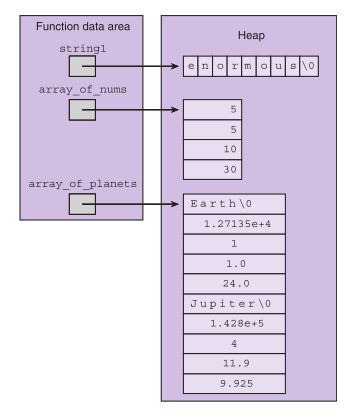 Function data area
Heap
string1
e n o r m o u s \0
array_of_nums
5
5
10
30
array_of_planets
Earth\0
1.27135e+4
1
1.0
24.0
Jupiter\0
1.428e+5
4
11.9
9.925